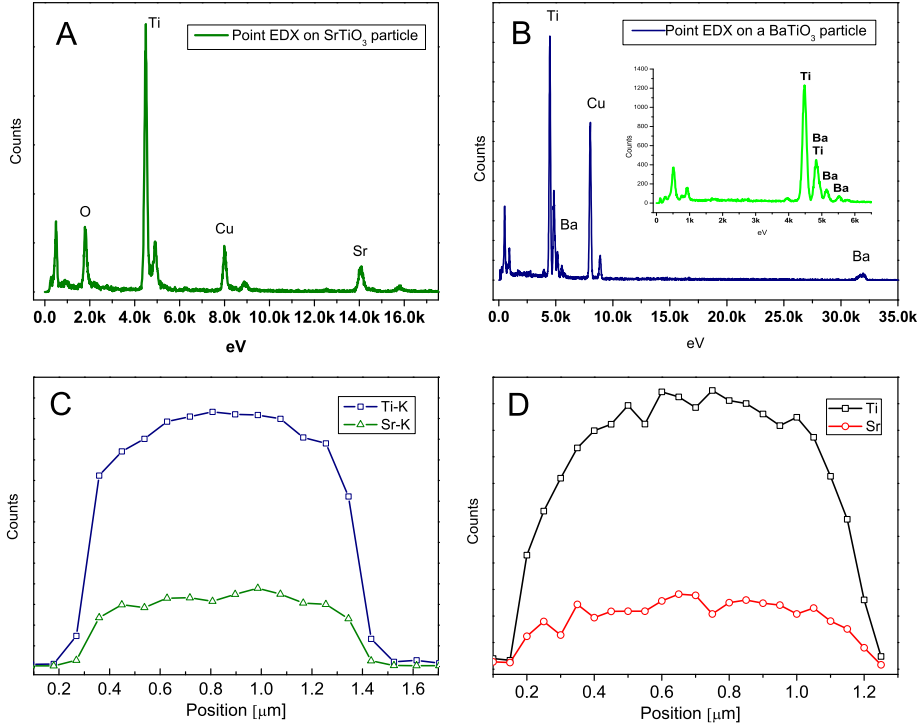 A
Point EDX on SrTiO3 particle
Ti
O
Cu
Sr
Counts
0.0 2.0k 4.0k 6.0k 8.0k 10.0k 12.0k 14.0k 16.0k
eV
B
Point EDX on a BaTiO3 particle
Ti
Cu
Ba
Ba
Counts
0.0 5.0k 10.0k 15.0k 20.0k 25.0k 30.0k 35.0k
eV
1400
1200
1000
800
600
400
200
0
Counts
Ti
Ba
Ti
Ba
Ba
0 1k 2k 3k 4k 5k 6k
eV
C
Ti-K
Sr-K
Counts
0.2 0.4 0.6 0.8 1.0 1.2 1.4 1.6
Position [μm]
D
Ti
Sr
Counts
0.2 0.4 0.6 0.8 1.0 1.2
Position [μm]